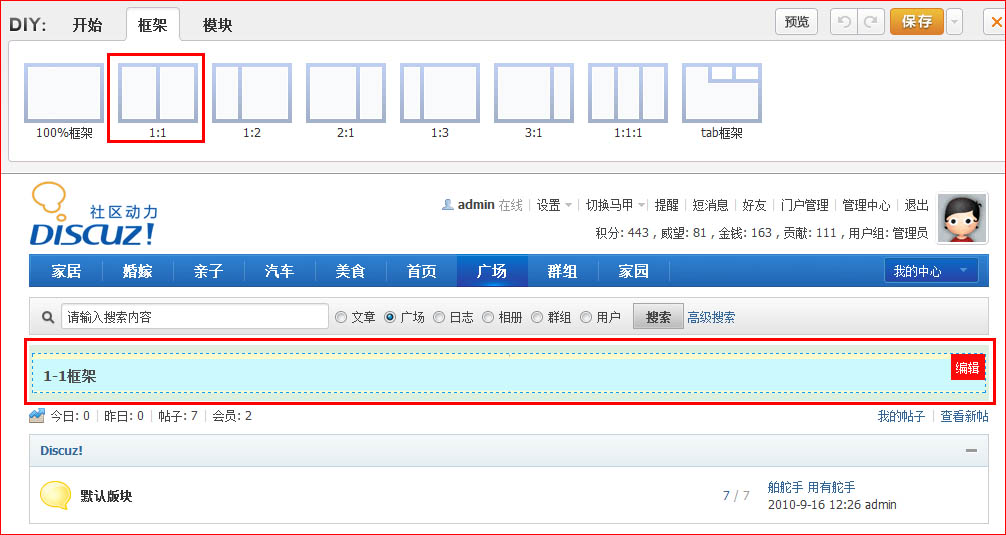 DIY: 开始 框架 模块 预览 保存
100%框架 1:1 1:2 2:1 1:3 3:1 1:1:1 tab框架
社区动力
DISCUZ!
admin 在线 设置 切换马甲 提醒 短消息 好友 门户管理 管理中心 退出
积分: 443 , 威望: 81 , 金钱: 163 , 贡献: 111 , 用户组: 管理员
家居 婚嫁 亲子 汽车 美食 首页 广场 群组 家园 我的中心
请输入搜索内容 文章 广场 日志 相册 群组 用户 搜索 高级搜索
编辑
1-1框架
今日: 0 昨日: 0 帖子: 7 会员: 2 我的帖子 查看新帖
Discuz!
默认版块 7 / 7
舶舵手 用有舵手
2010-9-16 12:26 admin